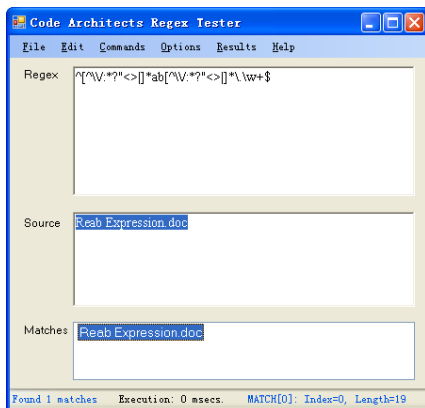 Code Architects Regex Tester
File Edit Commands Options Results Help
Regex
^[^\\/:*?"<>|]*ab[^\\/:*?"<>|]*\.\w+$
Source
Reab Expression.doc
Matches
Reab Expression.doc
Found 1 matches Execution: 0 msecs. MATCH[0]: Index=0, Length=19